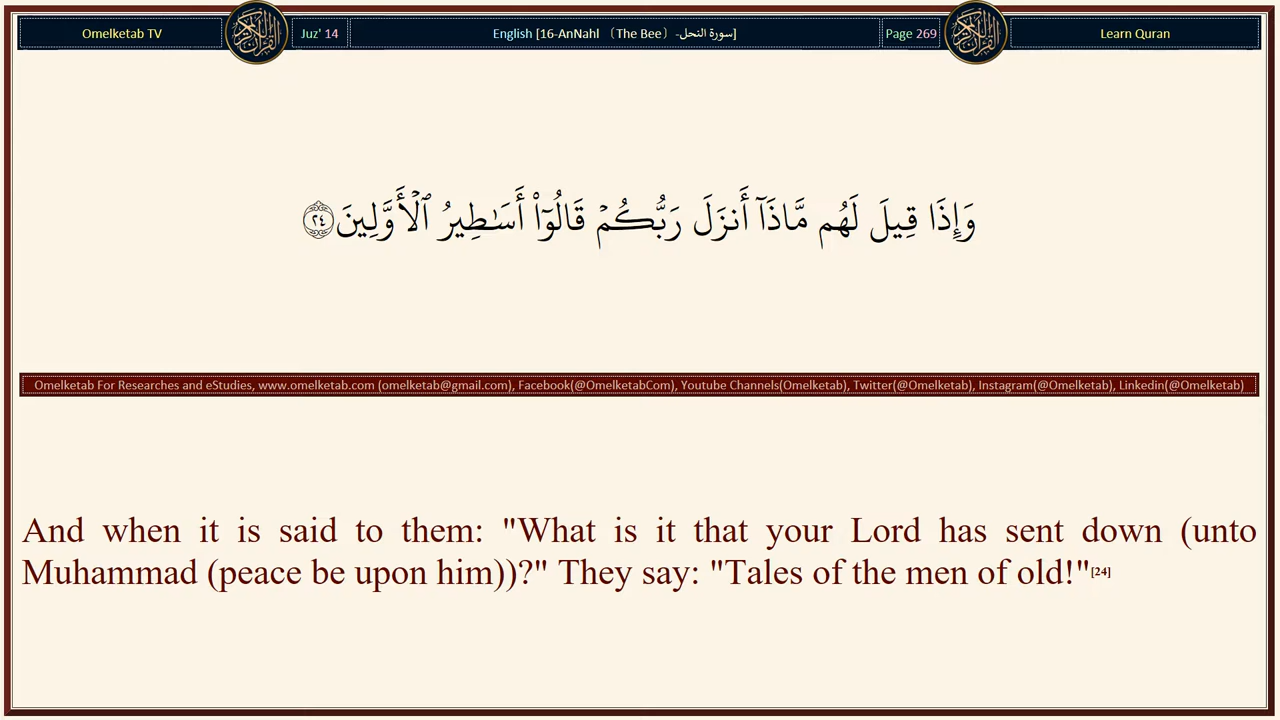 Omelketab TV
Juz' 14
English [16-AnNahl 〔The Bee〕 -سورة النحل]
Page 269
Learn Quran
وَإِذَا قِيلَ لَهُم مَّاذَآ أَنزَلَ رَبُّكُمۡ قَالُوٓاْ أَسَٰطِيرُ ٱلۡأَوَّلِينَ ٢٤
Omelketab For Researches and eStudies, www.omelketab.com (omelketab@gmail.com), Facebook(@OmelketabCom), Youtube Channels(Omelketab), Twitter(@Omelketab), Instagram(@Omelketab), Linkedin(@Omelketab)
And when it is said to them: "What is it that your Lord has sent down (unto
Muhammad (peace be upon him))?" They say: "Tales of the men of old!"[24]